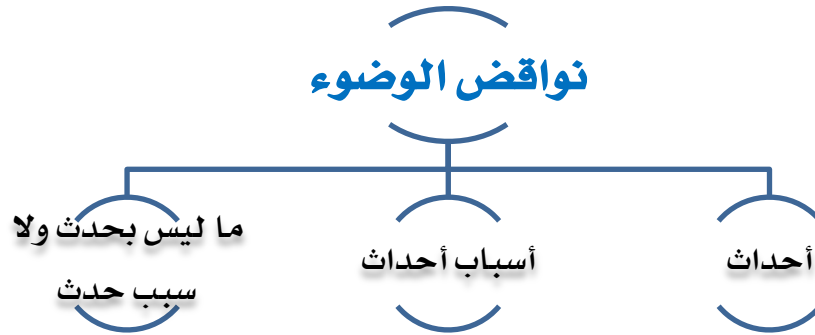 نواقض الوضوء
أحداث
أسباب أحداث
ما ليس بحدث ولا
سبب حدث